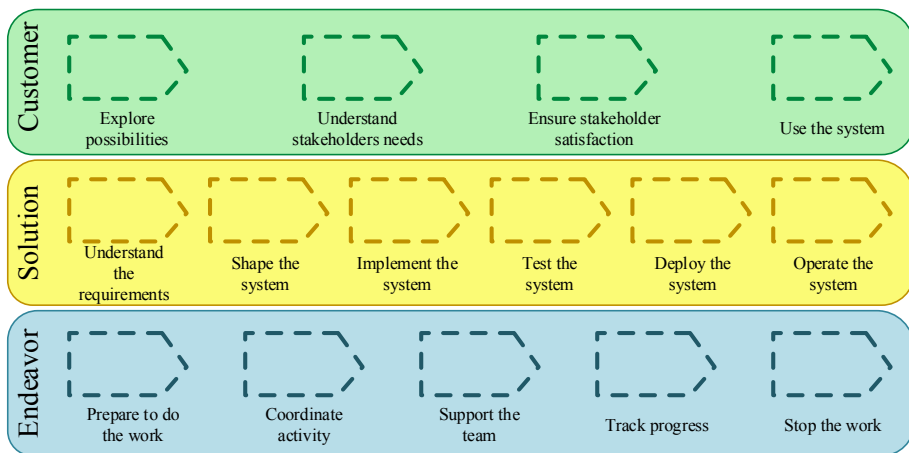 Customer
Explore
possibilities
Understand
stakeholders needs
Ensure stakeholder
satisfaction
Use the system
Solution
Understand
the
requirements
Shape the
system
Implement the
system
Test the
system
Deploy the
system
Operate the
system
Endeavor
Prepare to do
the work
Coordinate
activity
Support the
team
Track progress
Stop the work